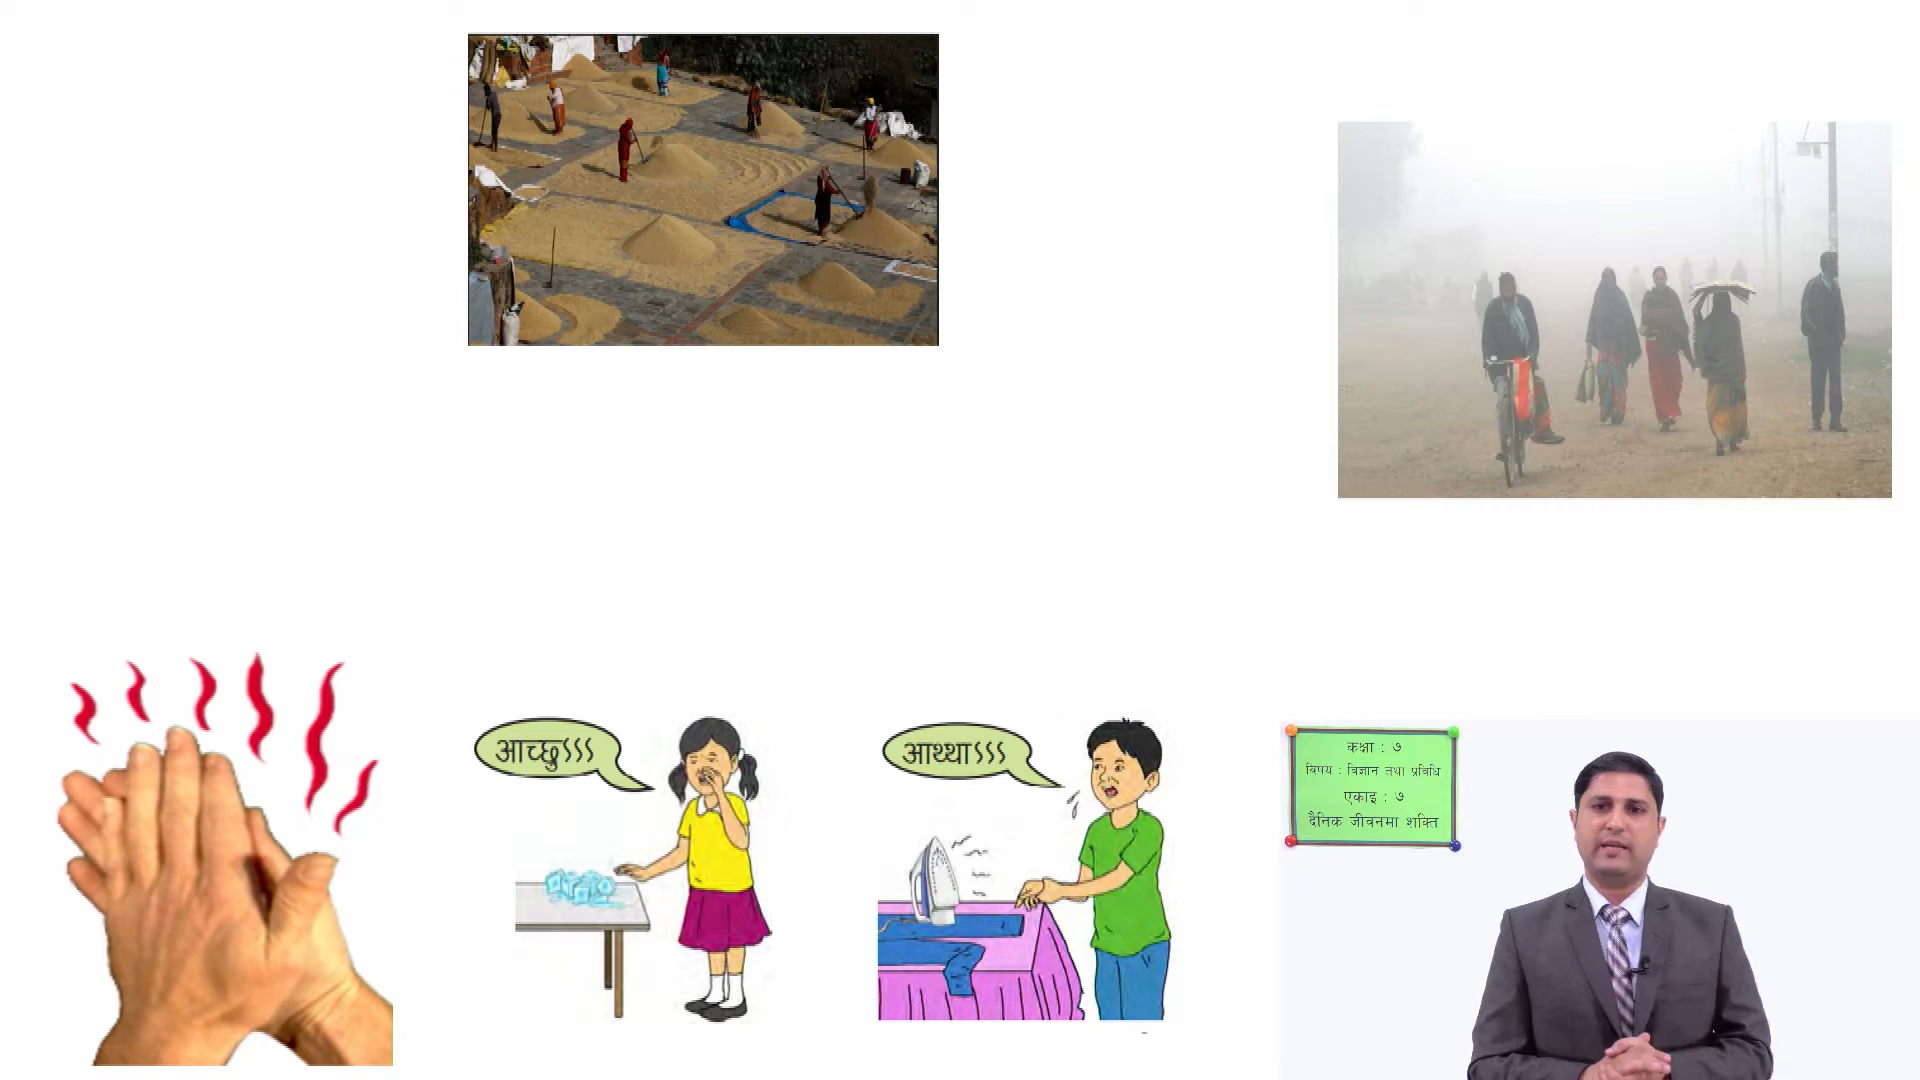 आच्छुऽऽऽ
आथ्थाऽऽऽ
कक्षा : ७
विषय : विज्ञान तथा प्रविधि
एकाइ : ७
दैनिक जीवनमा शक्ति